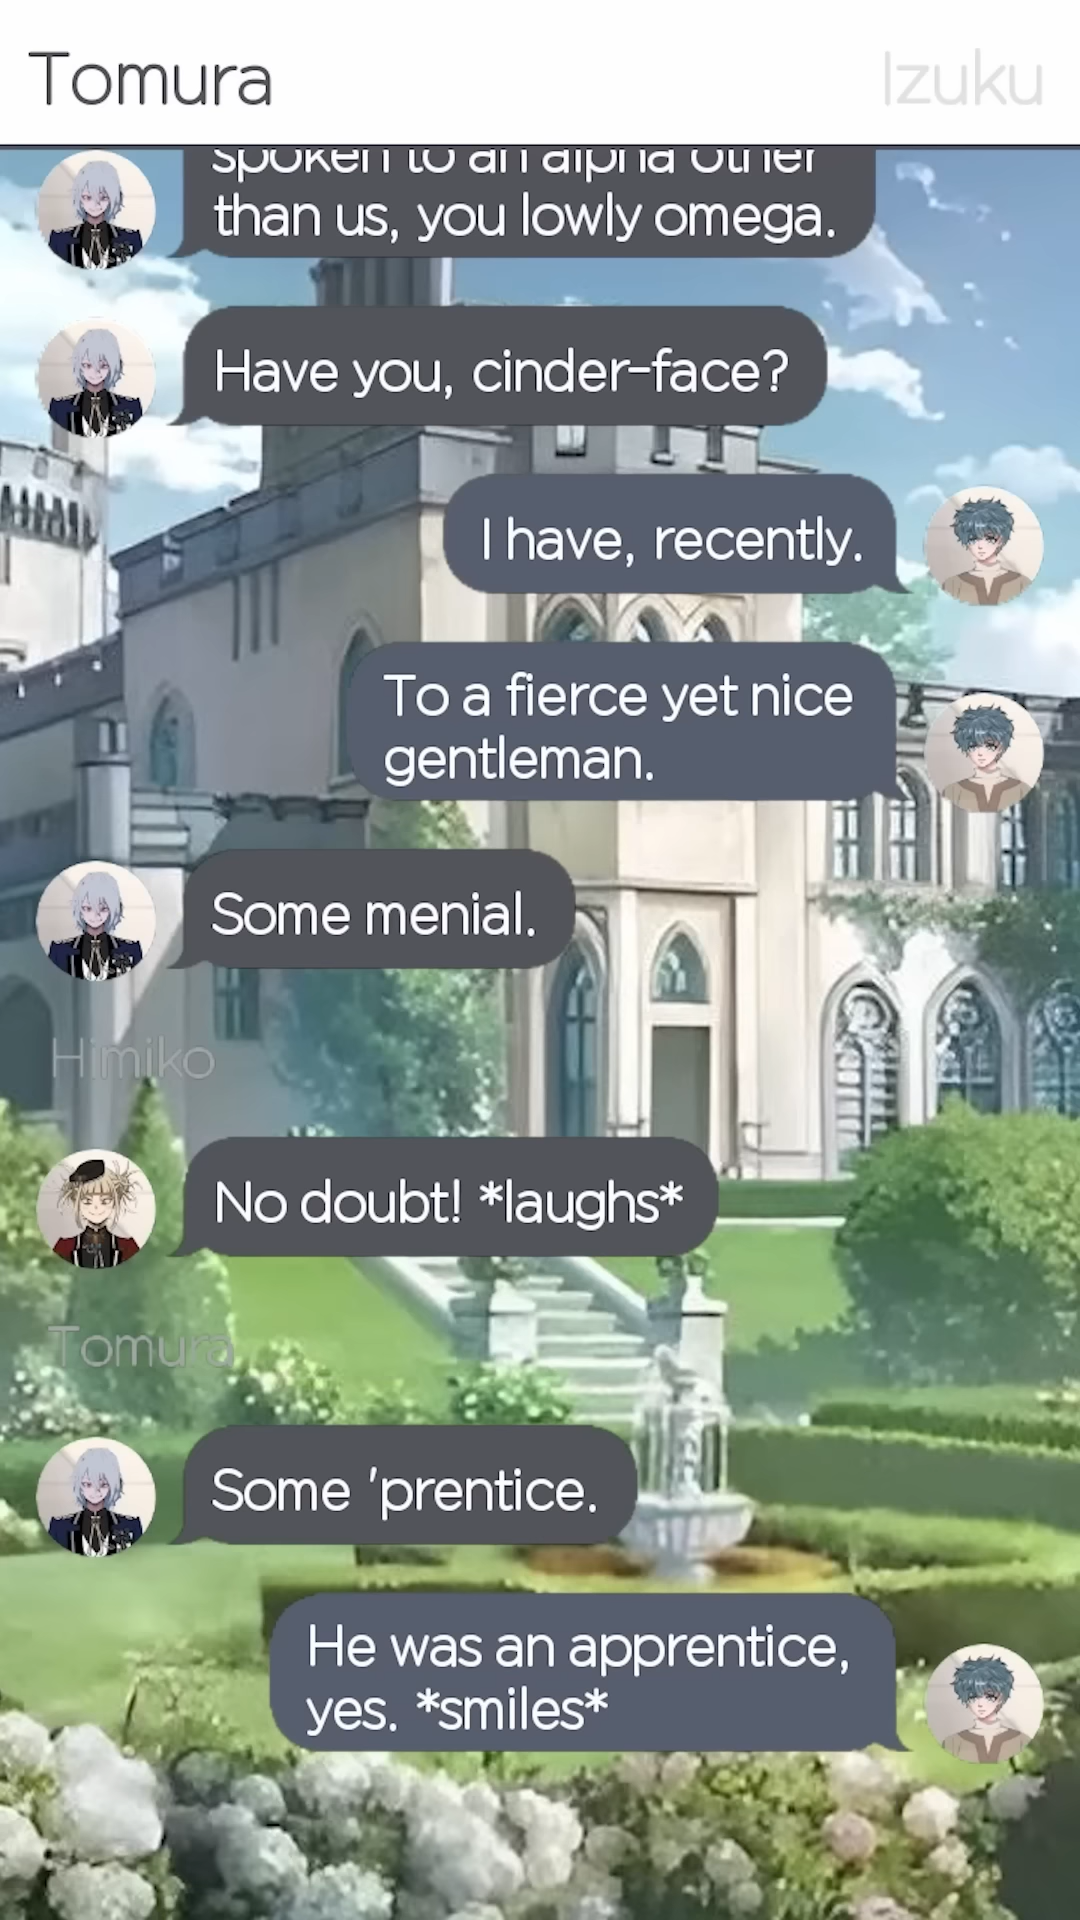 Tomura
Izuku
spoken to an alpha other
than us, you lowly omega.
Have you, cinder-face?
I have, recently.
To a fierce yet nice
gentleman.
Some menial.
Himiko
No doubt! *laughs*
Tomura
Some 'prentice.
He was an apprentice,
yes. *smiles*